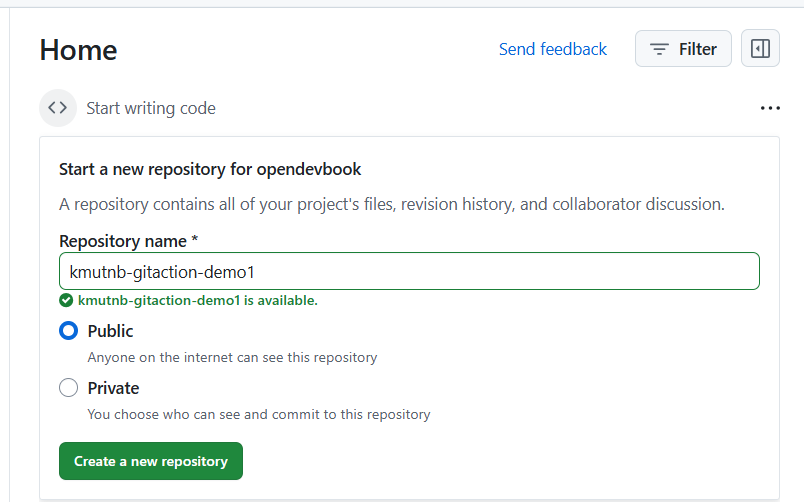 Home
Send feedback
Filter
Start writing code
Start a new repository for opendevbook
A repository contains all of your project's files, revision history, and collaborator discussion.
Repository name *
kmutnb-gitaction-demo1
kmutnb-gitaction-demo1 is available.
Public
Anyone on the internet can see this repository
Private
You choose who can see and commit to this repository
Create a new repository